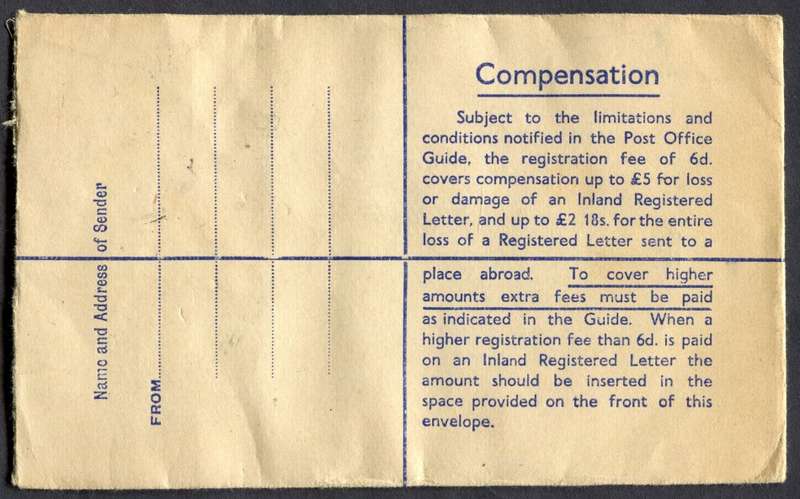 Compensation
Subject to the limitations and
conditions notified in the Post Office
Guide, the registration fee of 6d.
covers compensation up to £5 for loss
or damage of an Inland Registered
Letter, and up to £2 18s. for the entire
loss of a Registered Letter sent to a
place abroad. To cover higher
amounts extra fees must be paid
as indicated in the Guide. When a
higher registration fee than 6d. is paid
on an Inland Registered Letter the
amount should be inserted in the
space provided on the front of this
envelope.
Name and Address of Sender
FROM